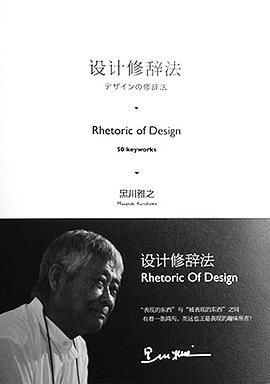 设计修辞法
デザインの修辞法
Rhetoric of Design
50 keyworks
黑川雅之
Masayuki Kurokawa
设计修辞法
Rhetoric Of Design
“表现的东西”与“被表现的东西”之间
有着一条鸿沟，而这也正是表现的趣味所在！